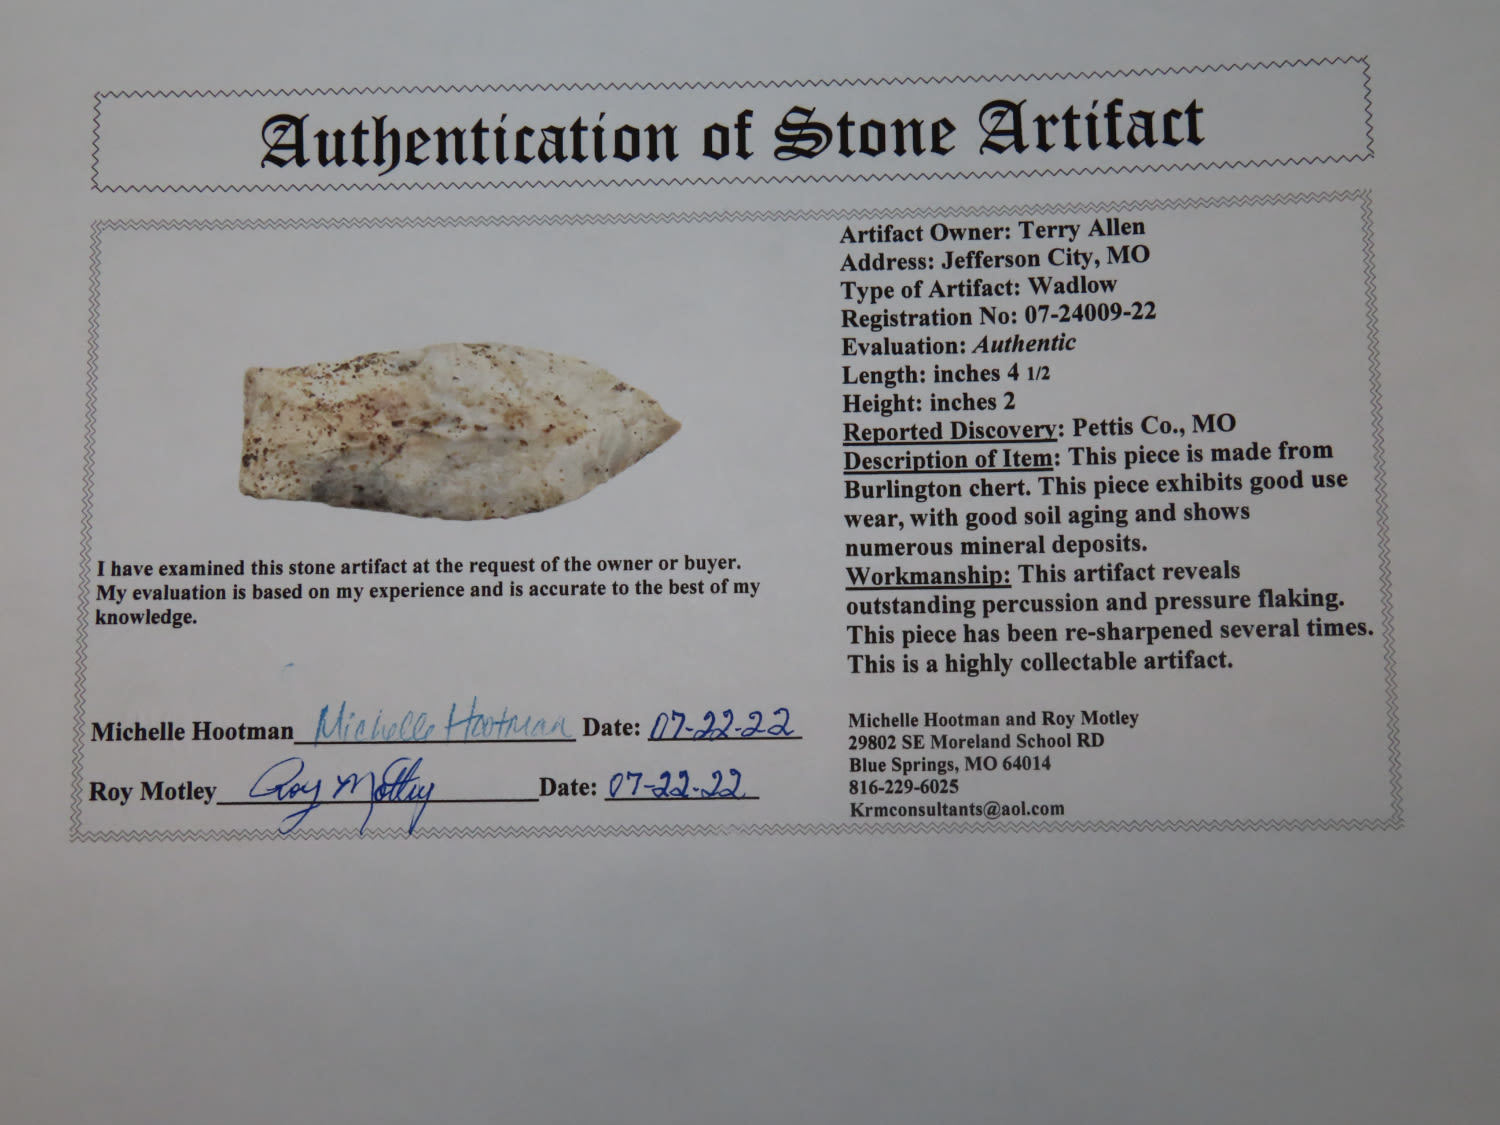 Authentication of Stone Artifact
Artifact Owner: Terry Allen
Address: Jefferson City, MO
Type of Artifact: Wadlow
Registration No: 07-24009-22
Evaluation: Authentic
Length: inches 4 1/2
Height: inches 2
Reported Discovery: Pettis Co., MO
Description of Item: This piece is made from
Burlington chert. This piece exhibits good use
wear, with good soil aging and shows
numerous mineral deposits.
Workmanship: This artifact reveals
outstanding percussion and pressure flaking.
This piece has been re-sharpened several times.
This is a highly collectable artifact.
I have examined this stone artifact at the request of the owner or buyer.
My evaluation is based on my experience and is accurate to the best of my
knowledge.
Michelle Hootman Michelle Hootman Date: 07-22-22
Roy Motley Roy Motley Date: 07-22-22
Michelle Hootman and Roy Motley
29802 SE Moreland School RD
Blue Springs, MO 64014
816-229-6025
Krmconsultants@aol.com